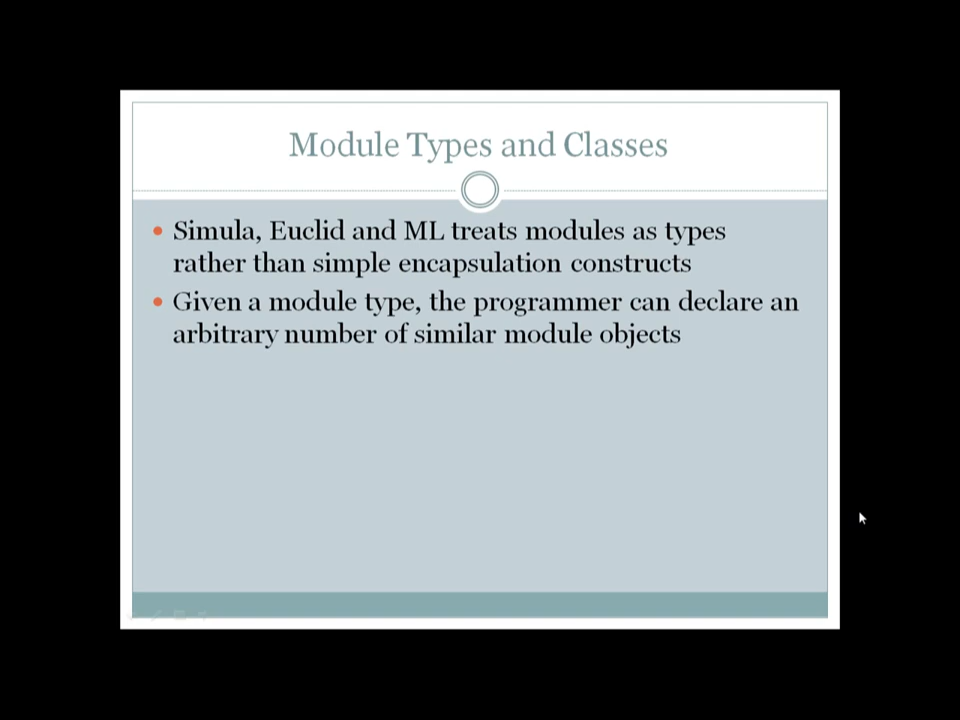 Module Types and Classes
• Simula, Euclid and ML treats modules as types
rather than simple encapsulation constructs
• Given a module type, the programmer can declare an
arbitrary number of similar module objects